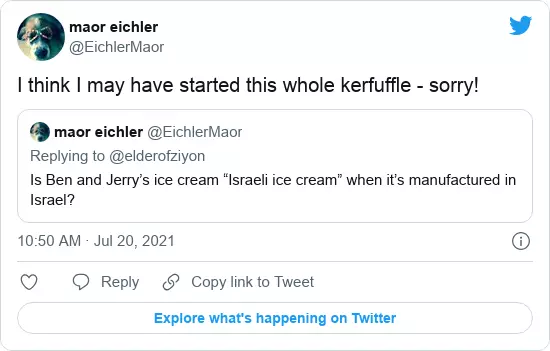 maor eichler
@EichlerMaor
I think I may have started this whole kerfuffle - sorry!
maor eichler @EichlerMaor
Replying to @elderofziyon
Is Ben and Jerry’s ice cream “Israeli ice cream” when it’s manufactured in
Israel?
10:50 AM · Jul 20, 2021
Reply
Copy link to Tweet
Explore what's happening on Twitter